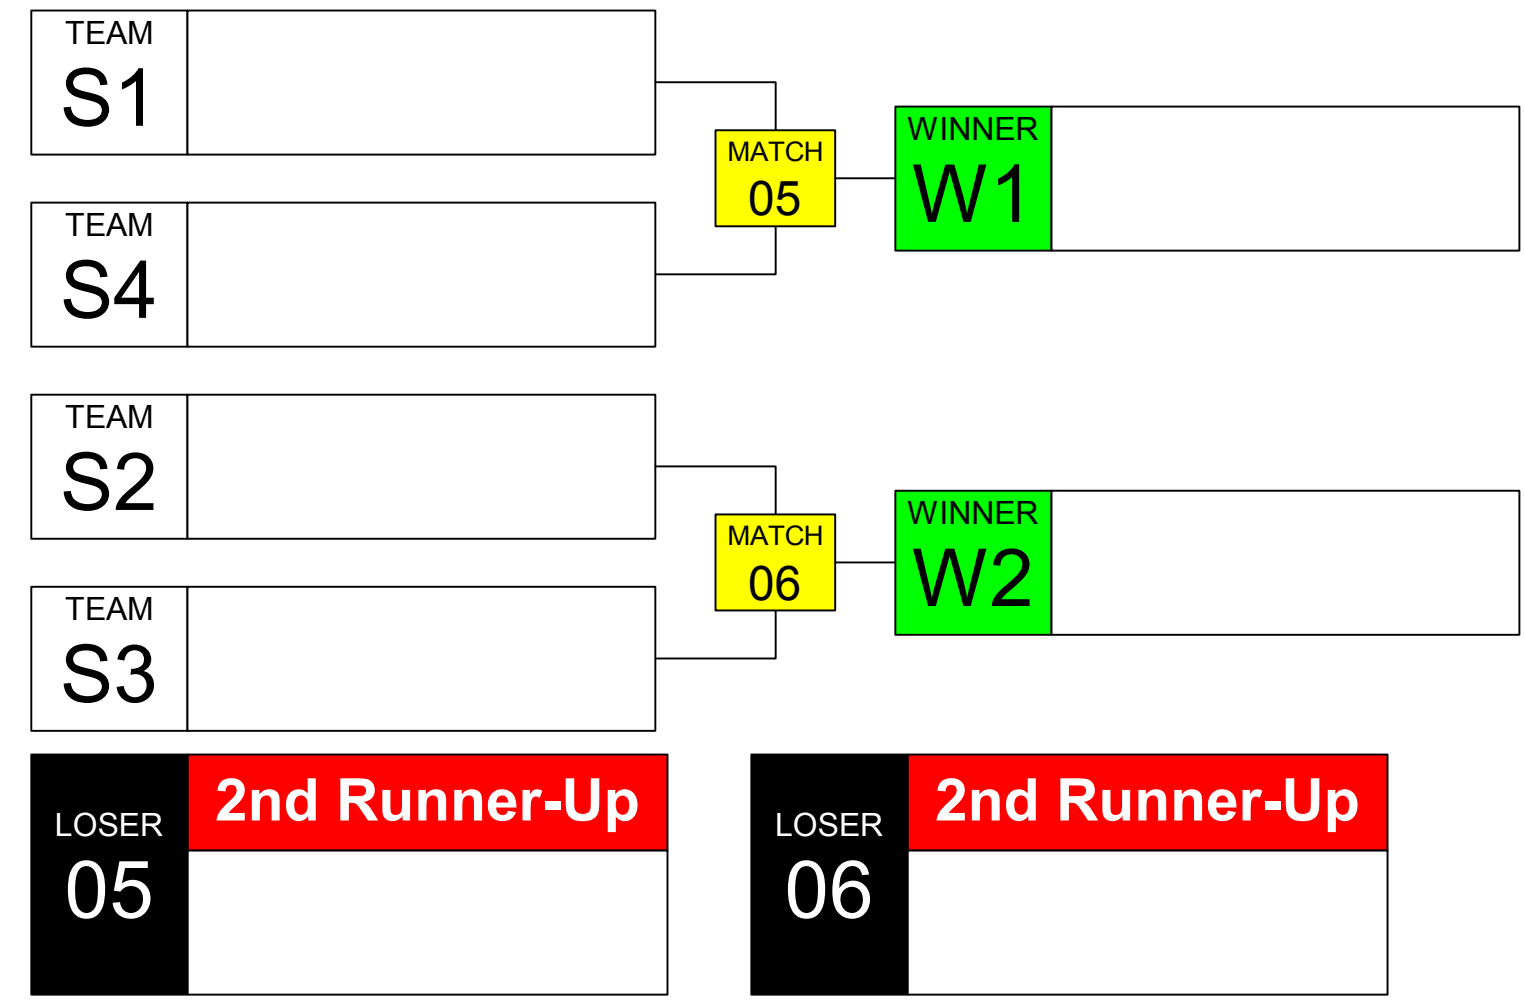 TEAM
S1
MATCH
05
WINNER
W1
TEAM
S4
TEAM
S2
MATCH
06
WINNER
W2
TEAM
S3
LOSER
05
2nd Runner-Up
LOSER
06
2nd Runner-Up